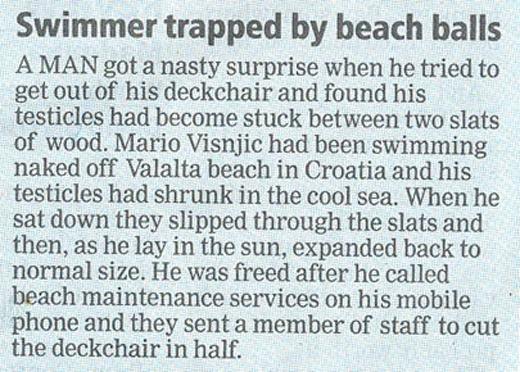 Swimmer trapped by beach balls
A MAN got a nasty surprise when he tried to
get out of his deckchair and found his
testicles had become stuck between two slats
of wood. Mario Visnjic had been swimming
naked off Valalta beach in Croatia and his
testicles had shrunk in the cool sea. When he
sat down they slipped through the slats and
then, as he lay in the sun, expanded back to
normal size. He was freed after he called
beach maintenance services on his mobile
phone and they sent a member of staff to cut
the deckchair in half.